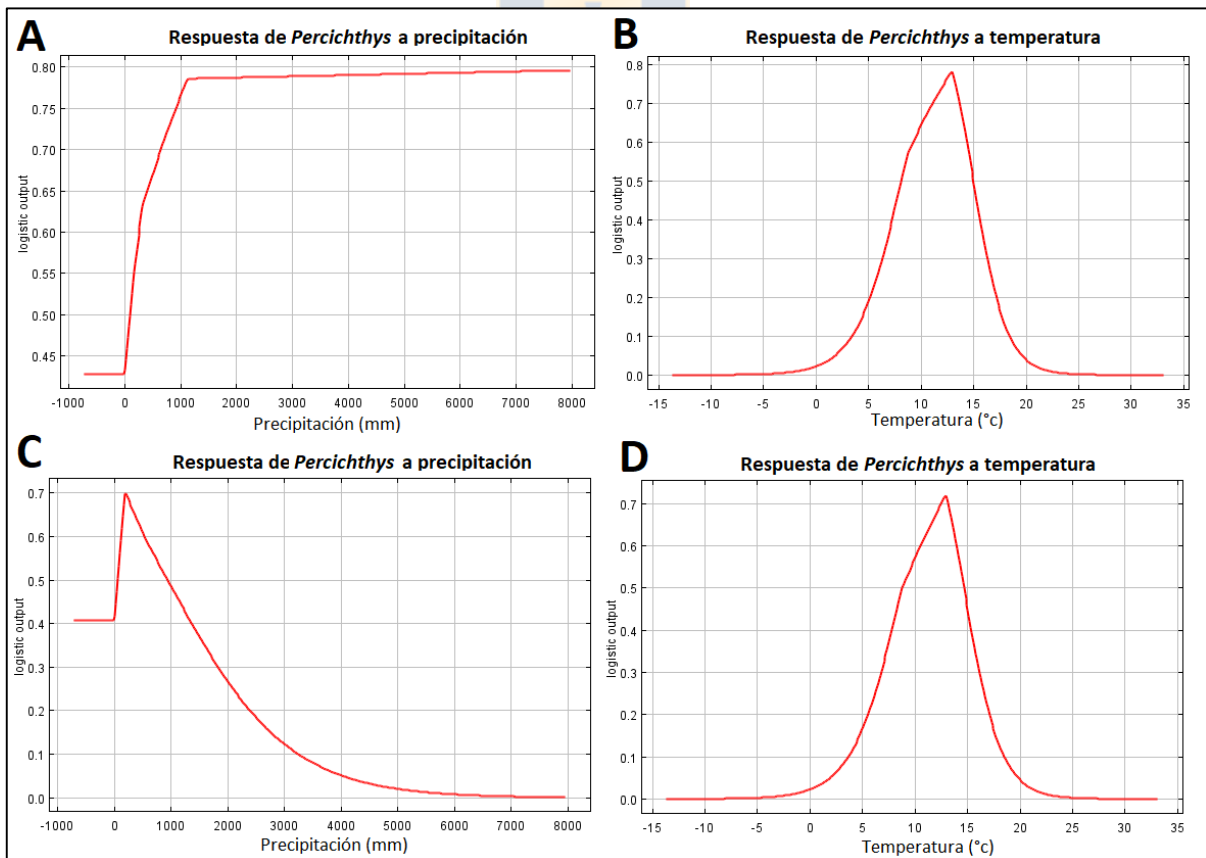 A
Respuesta de Percichthys a precipitación
logistic output
0.80
0.75
0.70
0.65
0.60
0.55
0.50
0.45
-1000 0 1000 2000 3000 4000 5000 6000 7000 8000
Precipitación (mm)
B
Respuesta de Percichthys a temperatura
logistic output
0.8
0.7
0.6
0.5
0.4
0.3
0.2
0.1
0.0
-15 -10 -5 0 5 10 15 20 25 30 35
Temperatura (°c)
C
Respuesta de Percichthys a precipitación
logistic output
0.7
0.6
0.5
0.4
0.3
0.2
0.1
0.0
-1000 0 1000 2000 3000 4000 5000 6000 7000 8000
Precipitación (mm)
D
Respuesta de Percichthys a temperatura
logistic output
0.7
0.6
0.5
0.4
0.3
0.2
0.1
0.0
-15 -10 -5 0 5 10 15 20 25 30 35
Temperatura (°c)